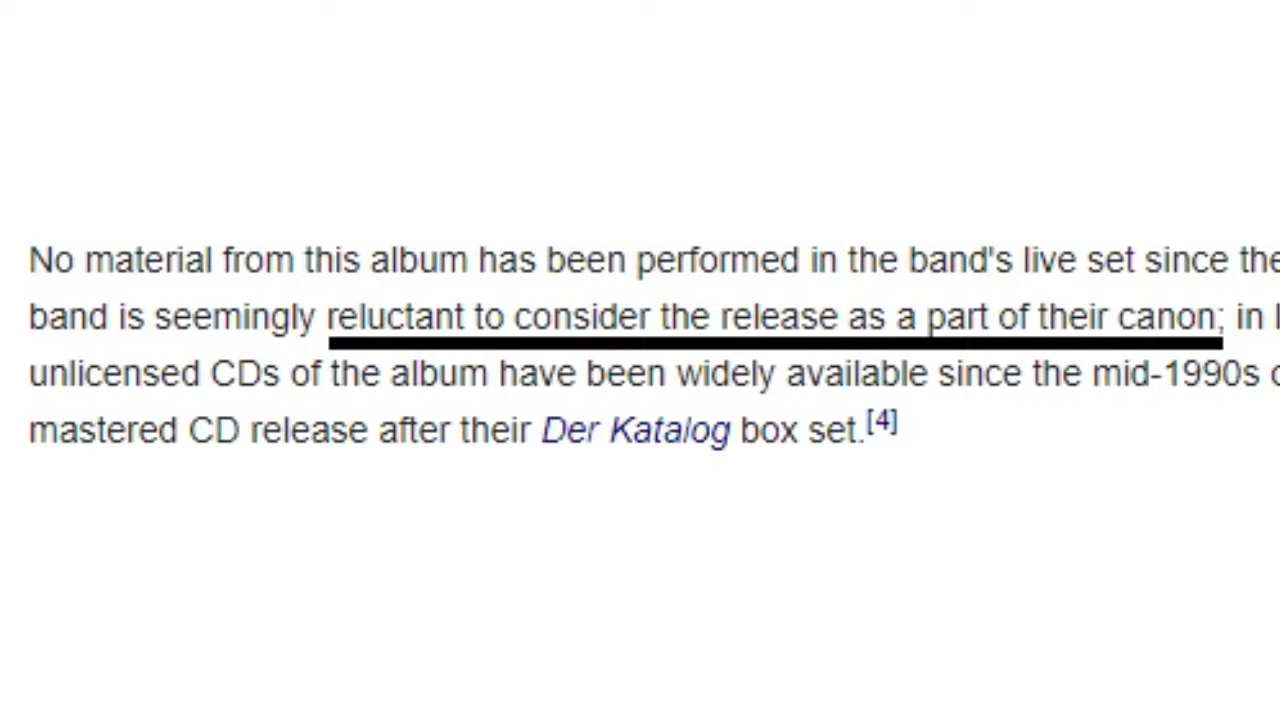 No material from this album has been performed in the band's live set since the
band is seemingly reluctant to consider the release as a part of their canon; in
unlicensed CDs of the album have been widely available since the mid-1990s
mastered CD release after their Der Katalog box set.[4]